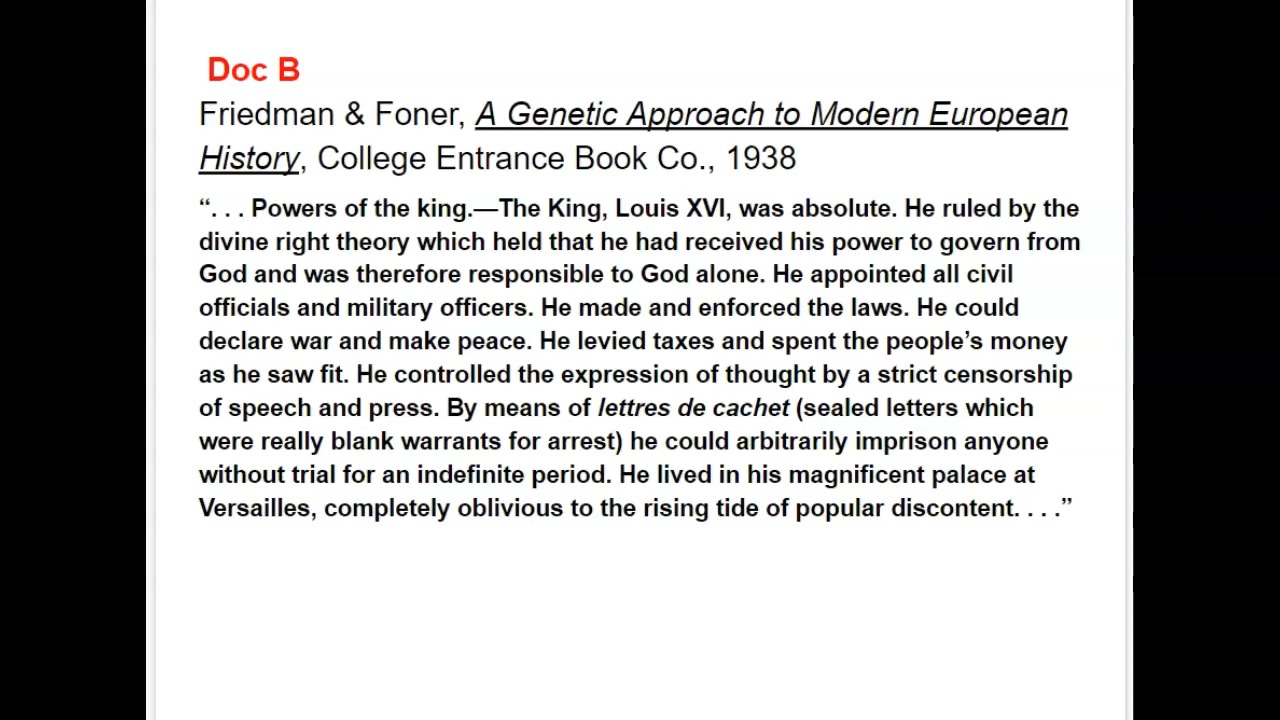 Doc B
Friedman & Foner, A Genetic Approach to Modern European
History, College Entrance Book Co., 1938
“. . . Powers of the king.—The King, Louis XVI, was absolute. He ruled by the
divine right theory which held that he had received his power to govern from
God and was therefore responsible to God alone. He appointed all civil
officials and military officers. He made and enforced the laws. He could
declare war and make peace. He levied taxes and spent the people’s money
as he saw fit. He controlled the expression of thought by a strict censorship
of speech and press. By means of lettres de cachet (sealed letters which
were really blank warrants for arrest) he could arbitrarily imprison anyone
without trial for an indefinite period. He lived in his magnificent palace at
Versailles, completely oblivious to the rising tide of popular discontent. . . .”